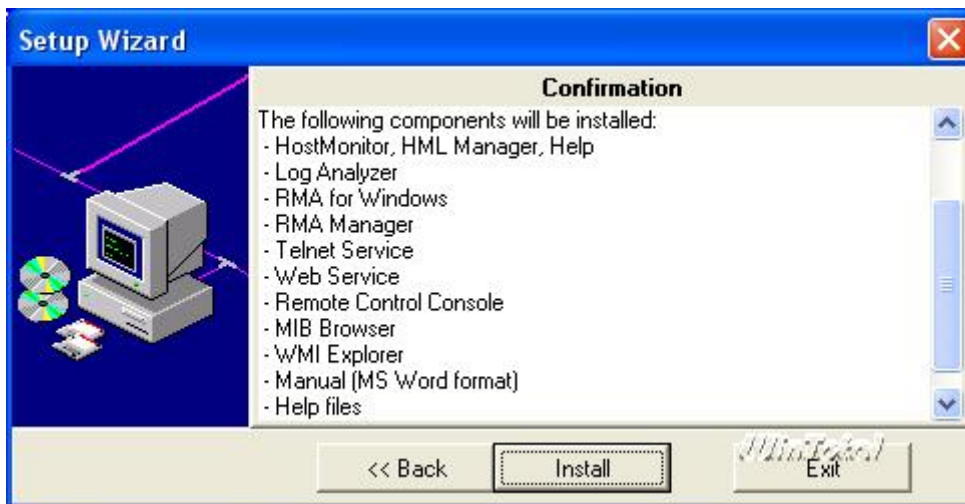 Setup Wizard
Confirmation
The following components will be installed:
- HostMonitor, HML Manager, Help
- Log Analyzer
- RMA for Windows
- RMA Manager
- Telnet Service
- Web Service
- Remote Control Console
- MIB Browser
- WMI Explorer
- Manual (MS Word format)
- Help files
<< Back
Install
WinTotal
Exit